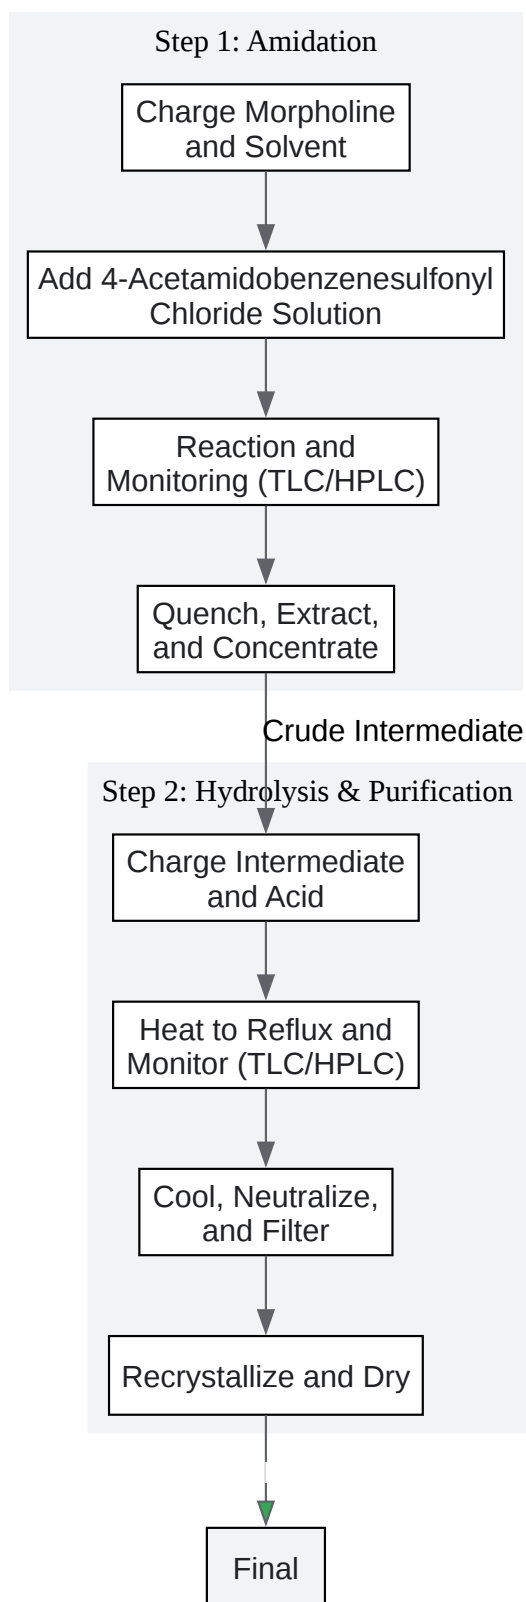 Step 1: Amidation
Charge Morpholine
and Solvent
Add 4-Acetamidobenzenesulfonyl
Chloride Solution
Reaction and
Monitoring (TLC/HPLC)
Quench, Extract,
and Concentrate
Crude Intermediate
Step 2: Hydrolysis & Purification
Charge Intermediate
and Acid
Heat to Reflux and
Monitor (TLC/HPLC)
Cool, Neutralize,
and Filter
Recrystallize and Dry
Final